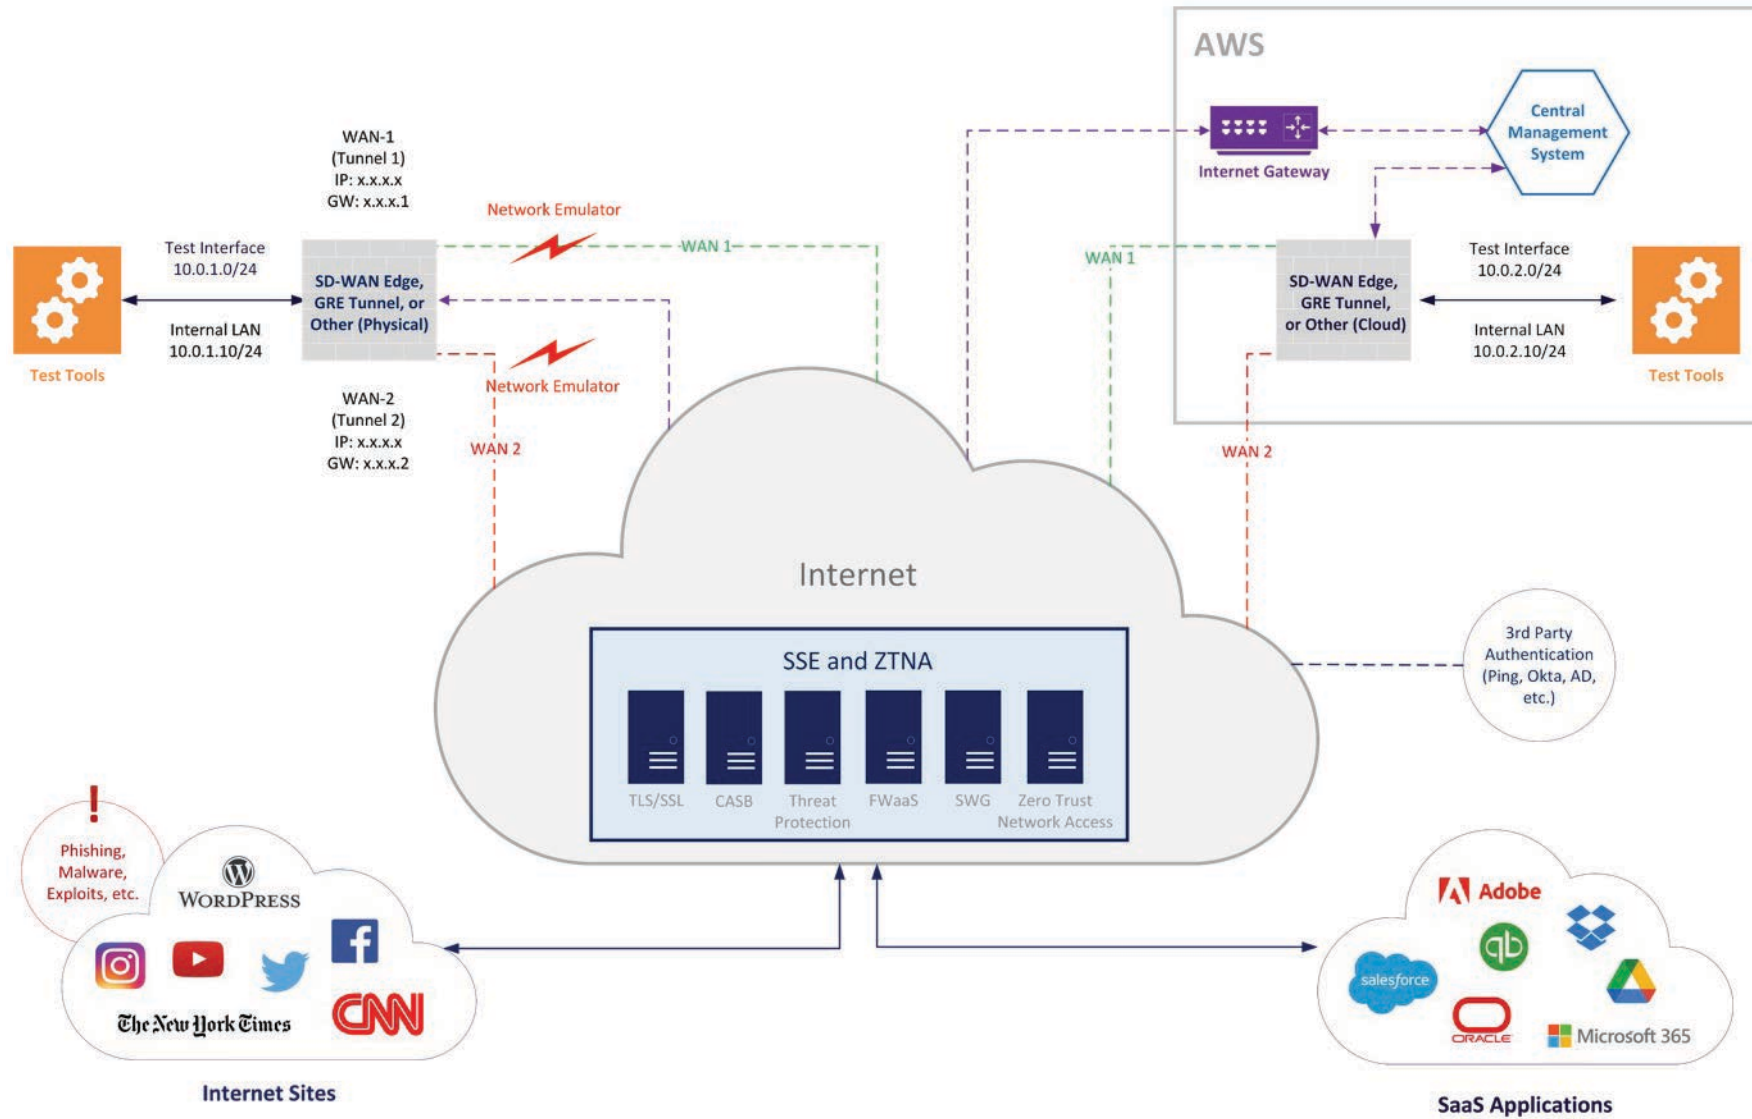 AWS
Central
Management
System
Internet Gateway
WAN-1
(Tunnel 1)
IP: x.x.x.x
GW: x.x.x.1
Network Emulator
WAN 1
WAN 1
Test Interface
10.0.1.0/24
SD-WAN Edge,
GRE Tunnel, or
Other (Physical)
Internal LAN
10.0.1.10/24
Test Tools
Network Emulator
WAN-2
(Tunnel 2)
IP: x.x.x.x
GW: x.x.x.2
WAN 2
SD-WAN Edge,
GRE Tunnel,
or Other (Cloud)
Test Interface
10.0.2.0/24
Internal LAN
10.0.2.10/24
Test Tools
WAN 2
Internet
SSE and ZTNA
TLS/SSL
CASB
Threat
Protection
FWaaS
SWG
Zero Trust
Network Access
3rd Party
Authentication
(Ping, Okta, AD,
etc.)
!
Phishing,
Malware,
Exploits, etc.
WORDPRESS
f
The New York Times
CNN
Internet Sites
Adobe
qb
salesforce
ORACLE
Microsoft 365
SaaS Applications